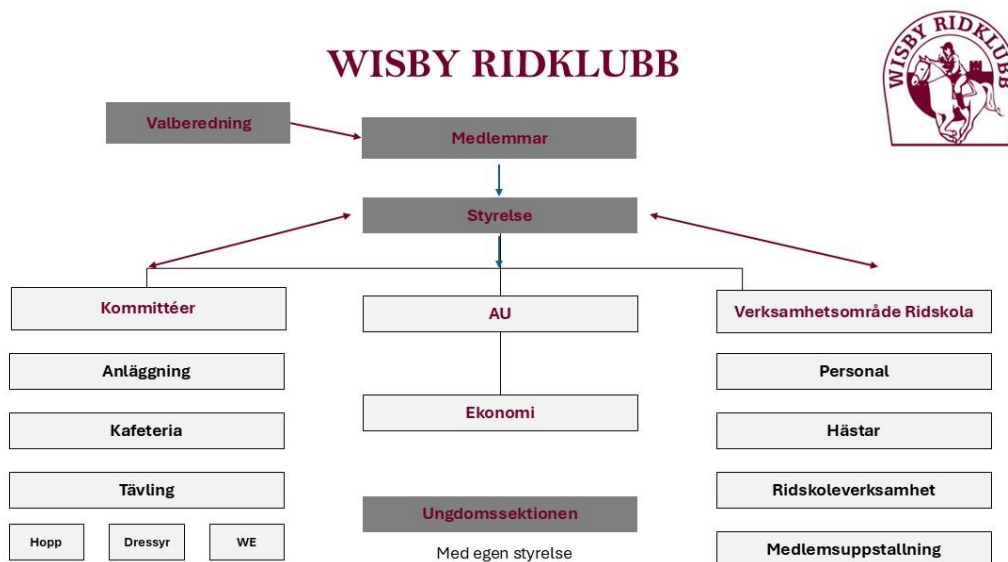 WISBY RIDKLUBB
WISBY RIDKLUBB
Valberedning
Medlemmar
Styrelse
Kommittéer
AU
Verksamhetsområde Ridskola
Anläggning
Personal
Kafeteria
Ekonomi
Hästar
Tävling
Ridskoleverksamhet
Ungdomssektionen
Hopp
Dressyr
WE
Med egen styrelse
Medlemsuppstallning